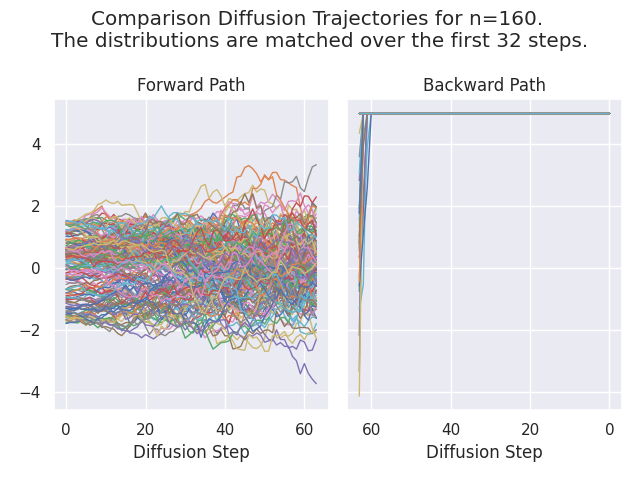 Comparison Diffusion Trajectories for n=160.
The distributions are matched over the first 32 steps.
Forward Path
Backward Path
4
2
0
−2
−4
0 20 40 60
60 40 20 0
Diffusion Step
Diffusion Step